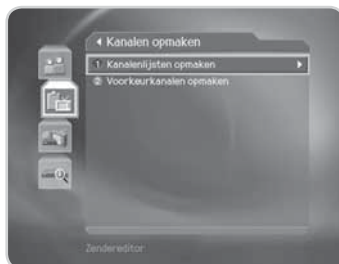 Kanalen opmaken
1 Kanalenlijsten opmaken
2 Voorkeurkanalen opmaken
Zendereditor